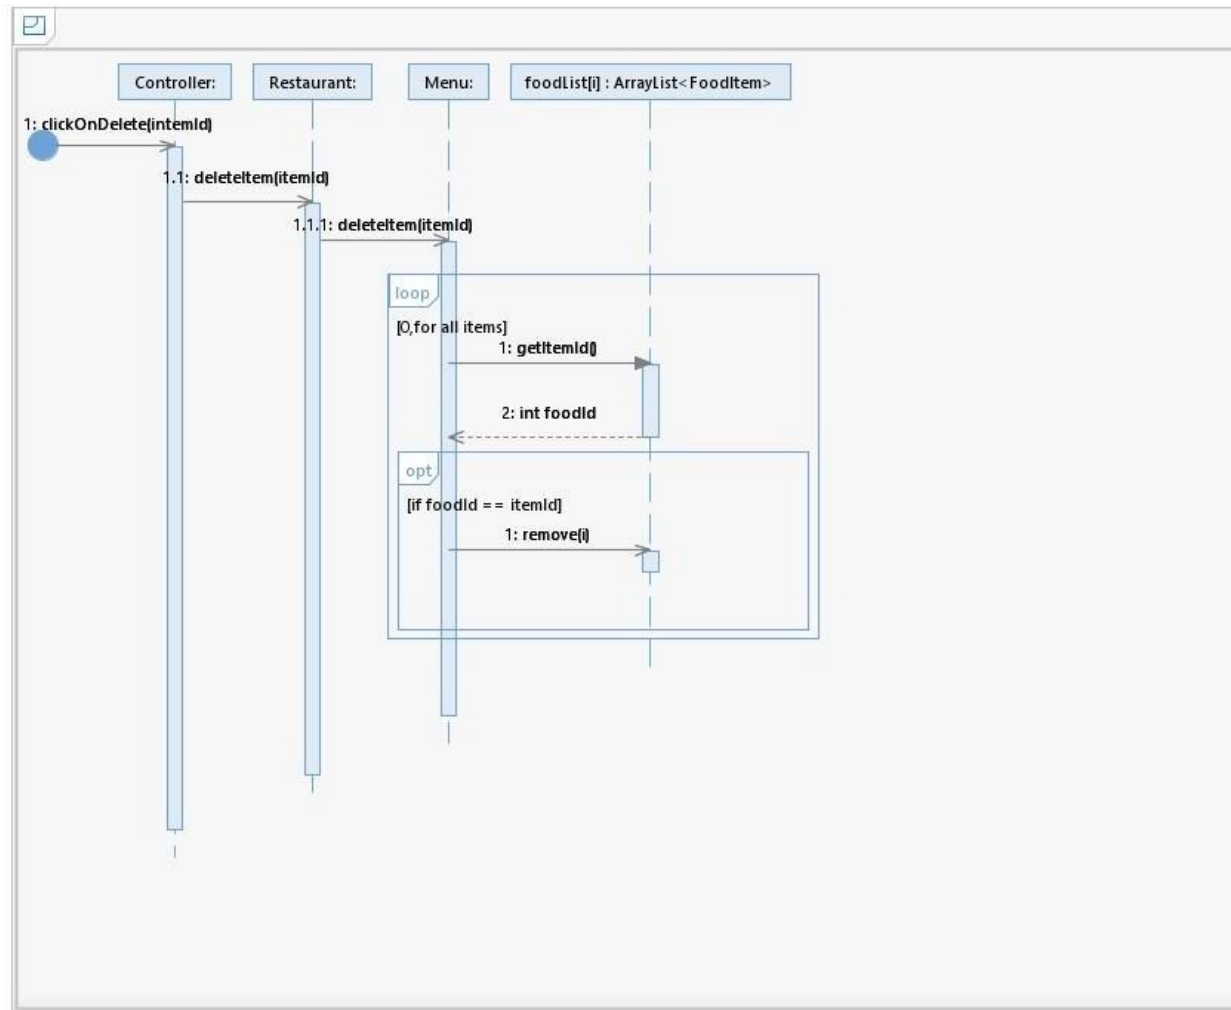 Controller:
Restaurant:
Menu:
foodList[i] : ArrayList<FoodItem>
1: clickOnDelete(intemId)
1.1: deleteItem(itemId)
1.1.1: deleteItem(itemId)
loop
[0,for all items]
1: getItemId()
2: int foodId
opt
[if foodId == itemId]
1: remove(i)